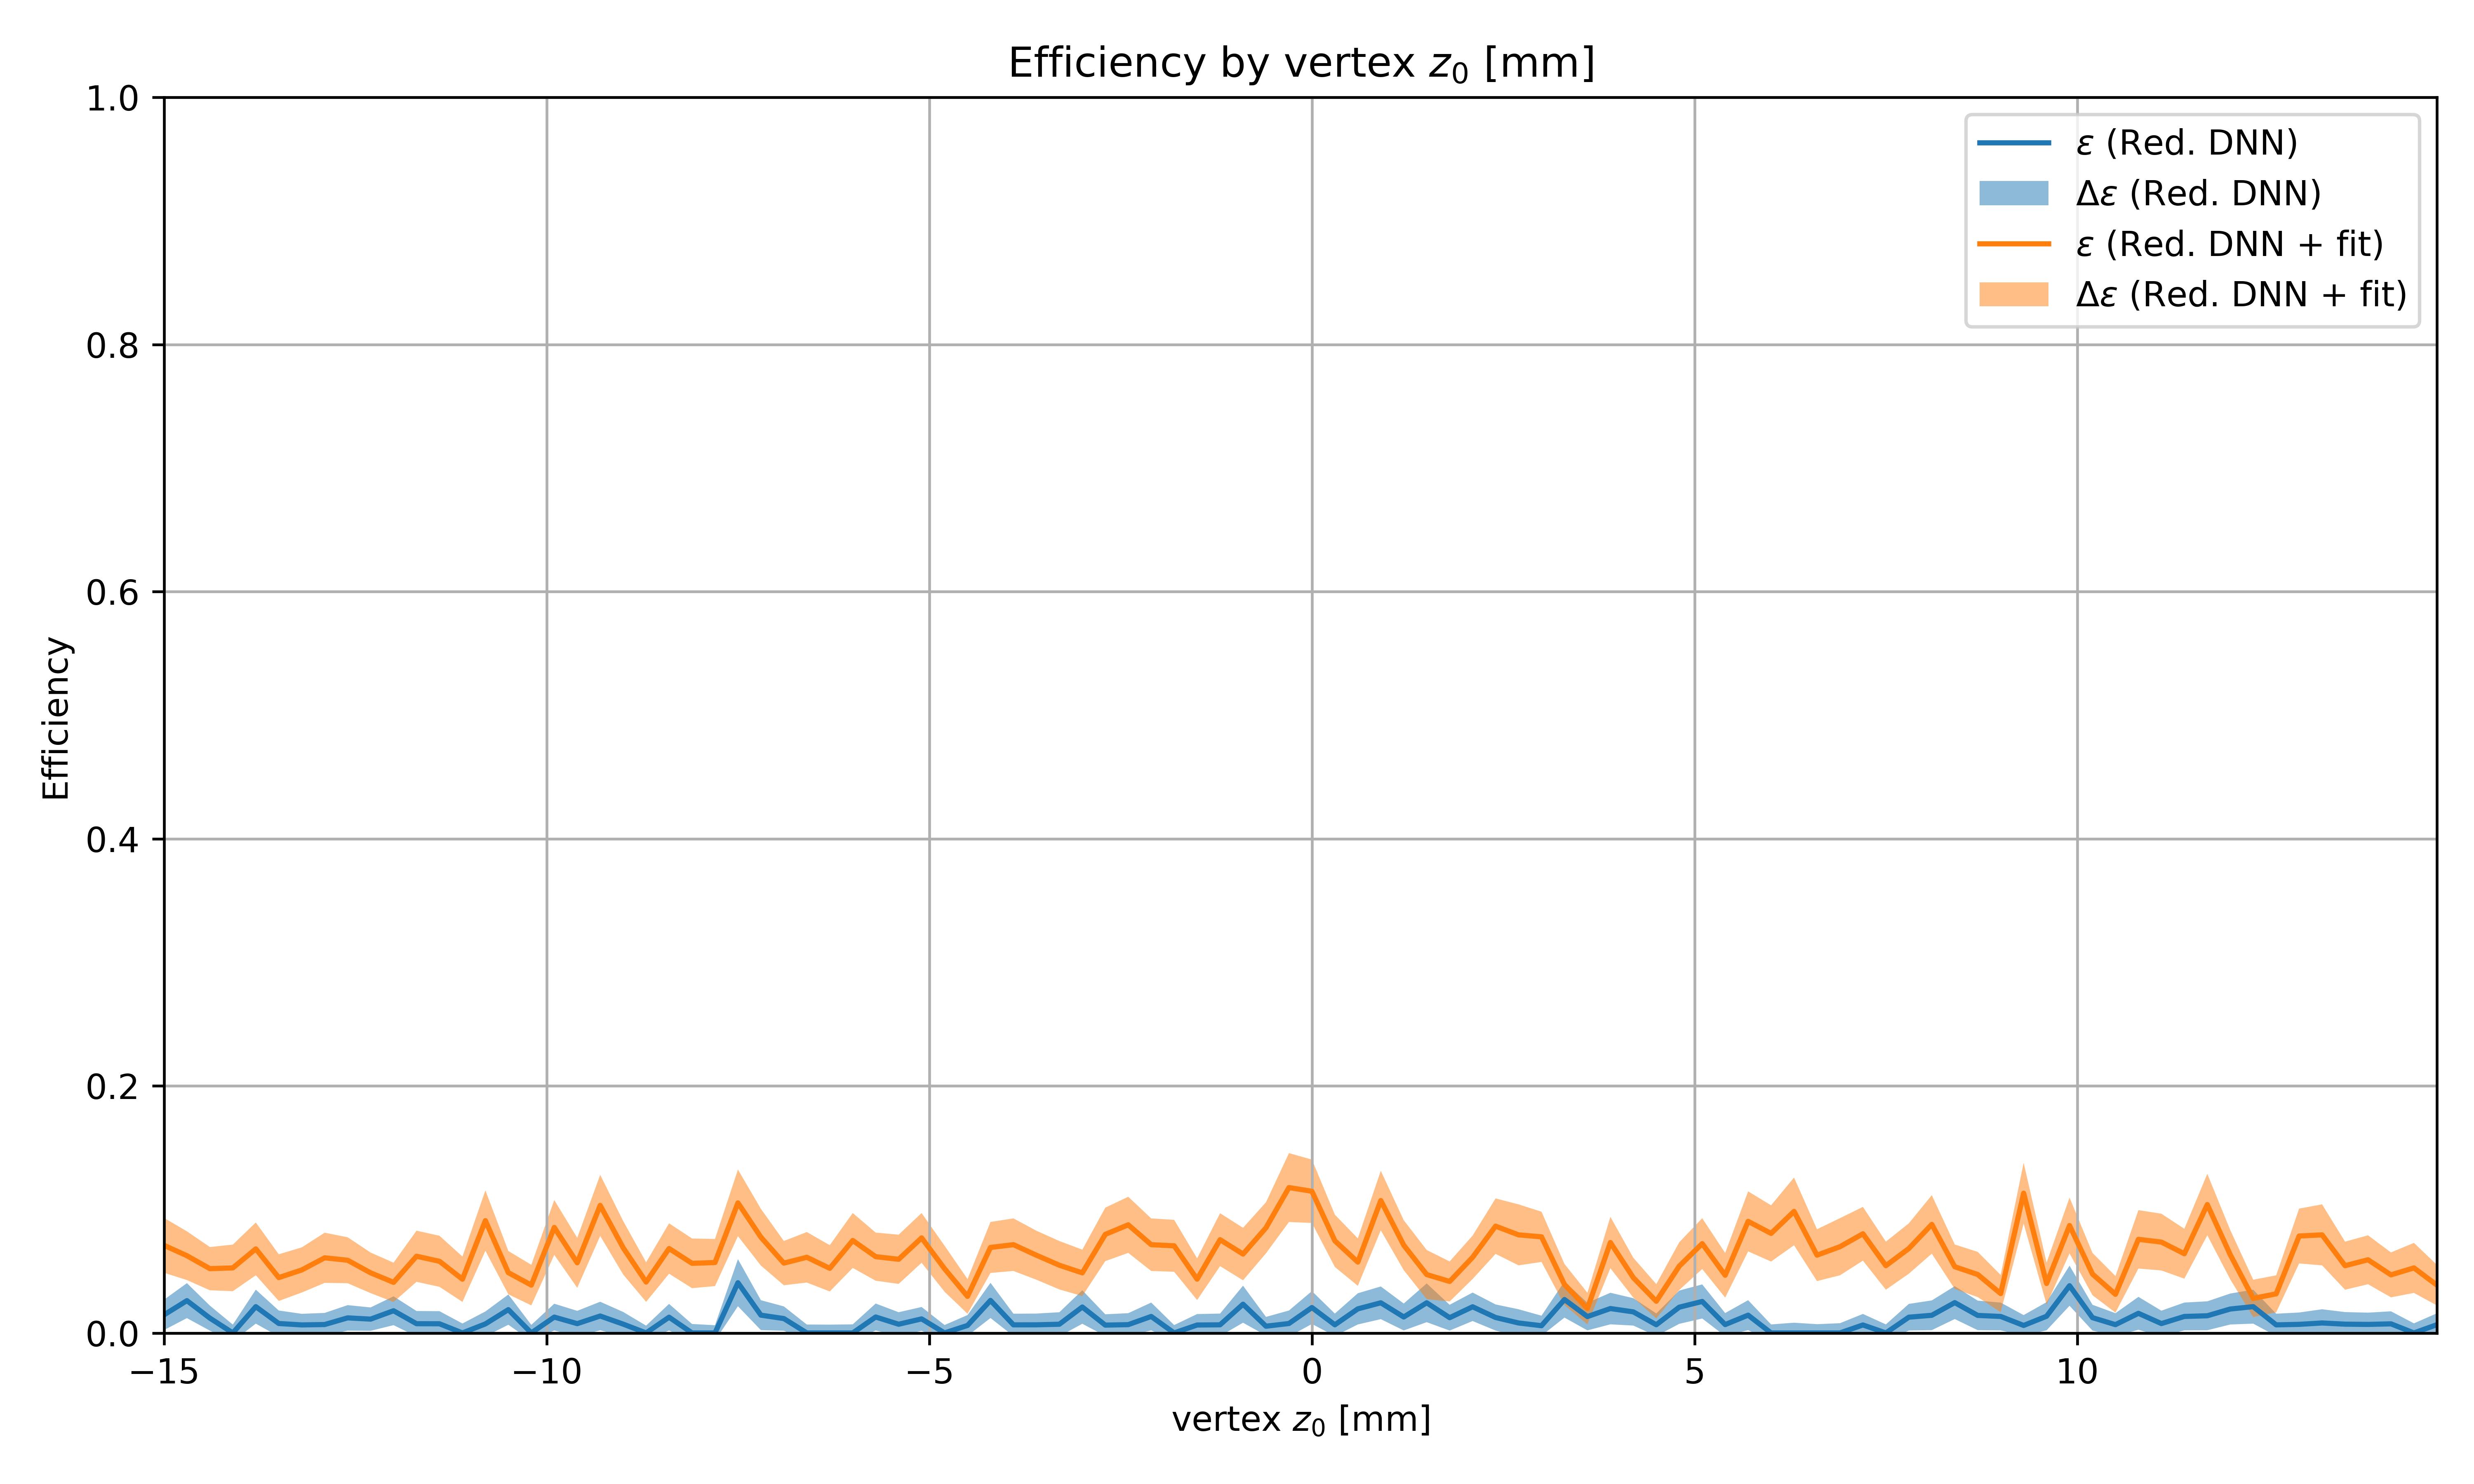 Efficiency by vertex z₀ [mm]
ε (Red. DNN)
Δε (Red. DNN)
ε (Red. DNN + fit)
Δε (Red. DNN + fit)
1.0
0.8
0.6
0.4
0.2
0.0
Efficiency
−15 −10 −5 0 5 10
vertex z₀ [mm]